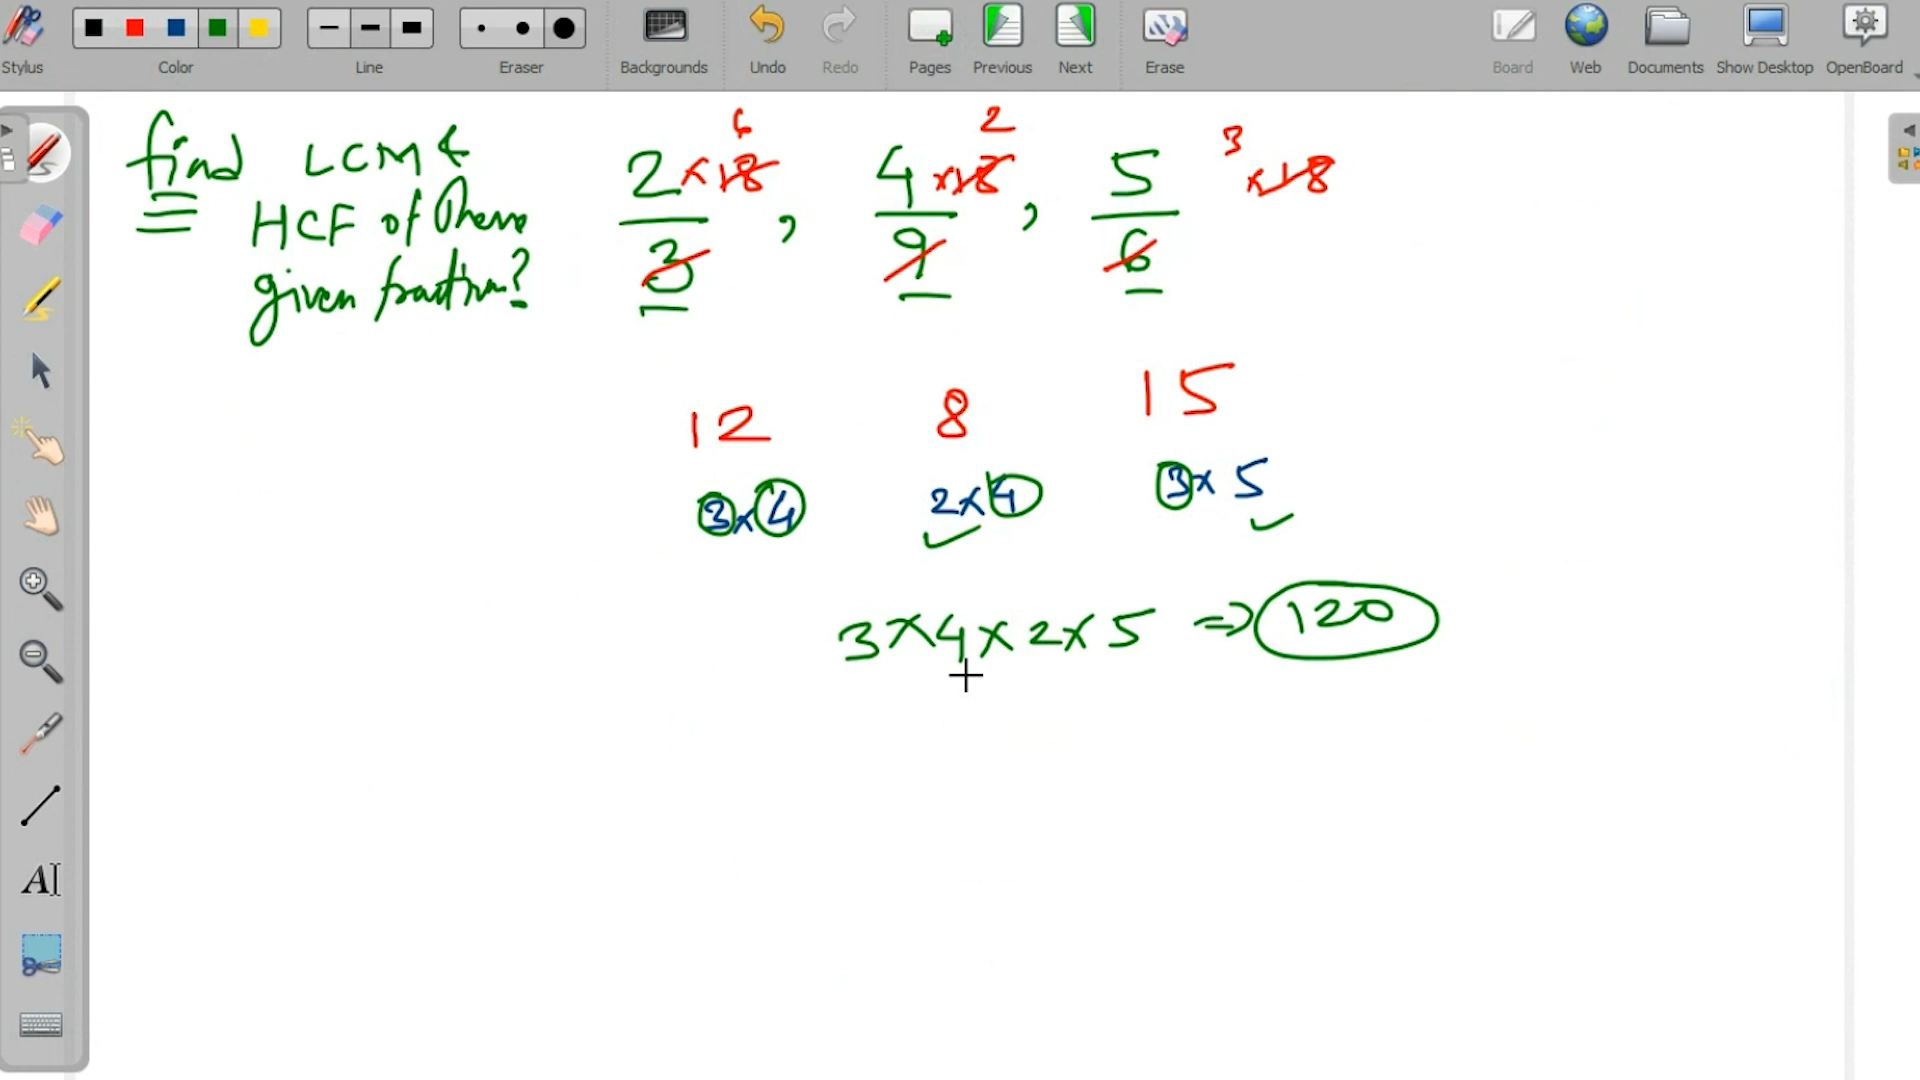 Stylus Color Line Eraser Backgrounds Undo Redo Pages Previous Next Erase Board Web Documents Show Desktop OpenBoard
find LCM &
HCF of these
given fraction?
6 2 3
2×18 4×18 5 ×18
3 , 9 , 6
12 8 15
3×4 2×4 3×5
3×4×2×5 ⇒ 120
AI